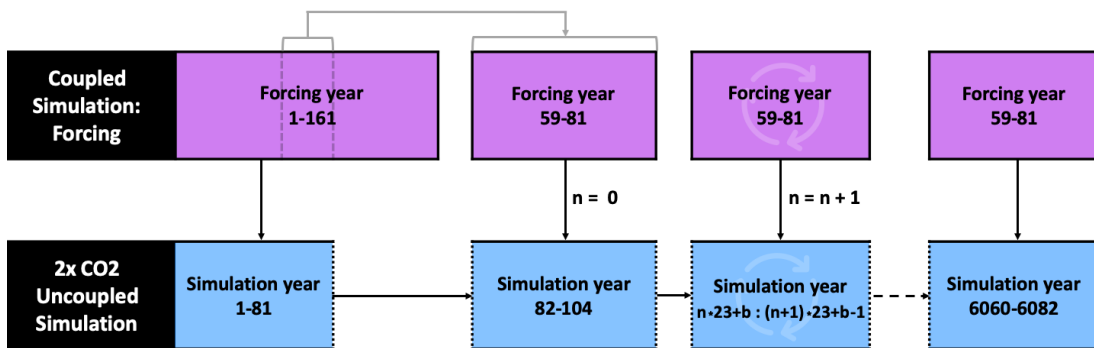 Coupled
Simulation:
Forcing
Forcing year
1-161
Forcing year
59-81
Forcing year
59-81
Forcing year
59-81
n = 0
n = n + 1
2x CO2
Uncoupled
Simulation
Simulation year
1-81
Simulation year
82-104
Simulation year
n*23+b : (n+1)*23+b-1
Simulation year
6060-6082